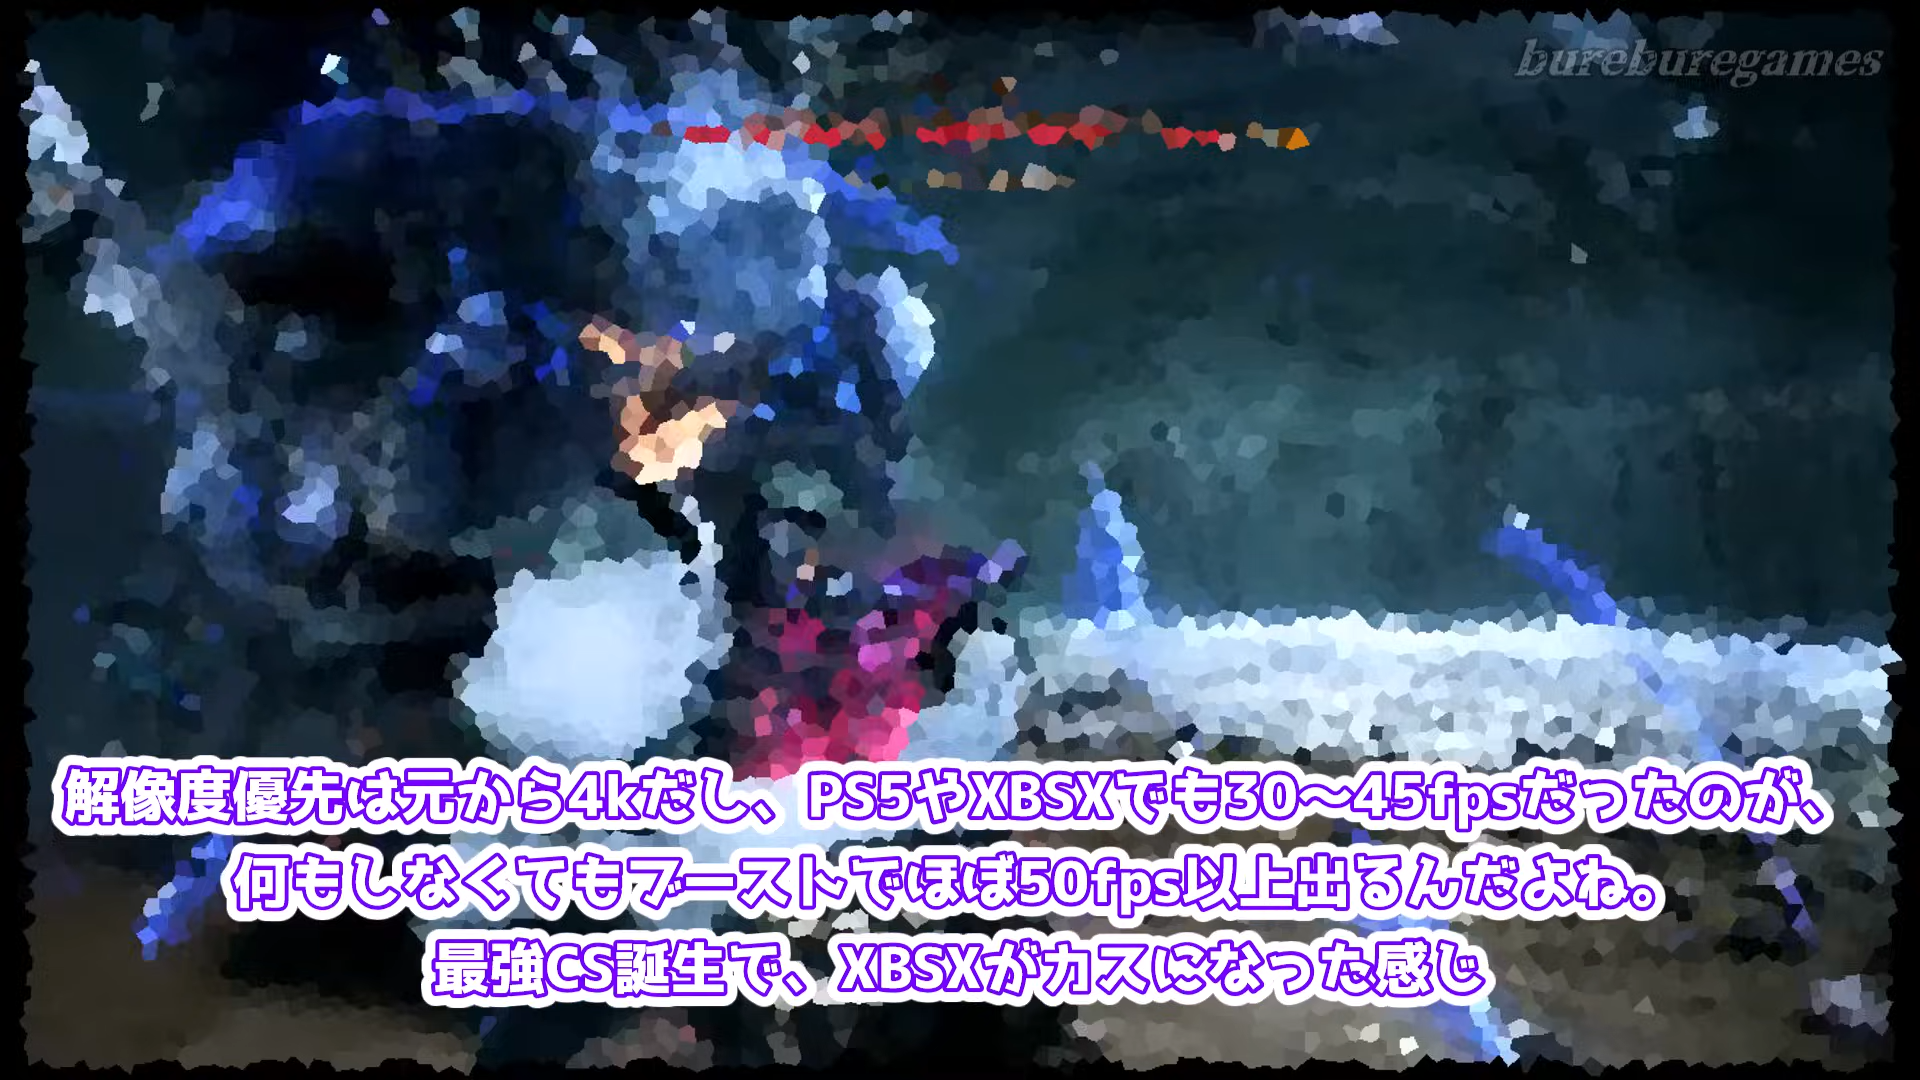 bureburegames
解像度優先は元から4kだし、PS5やXBSXでも30〜45fpsだったのが、
何もしなくてもブーストでほぼ50fps以上出るんだよね。
最強CS誕生で、XBSXがカスになった感じ